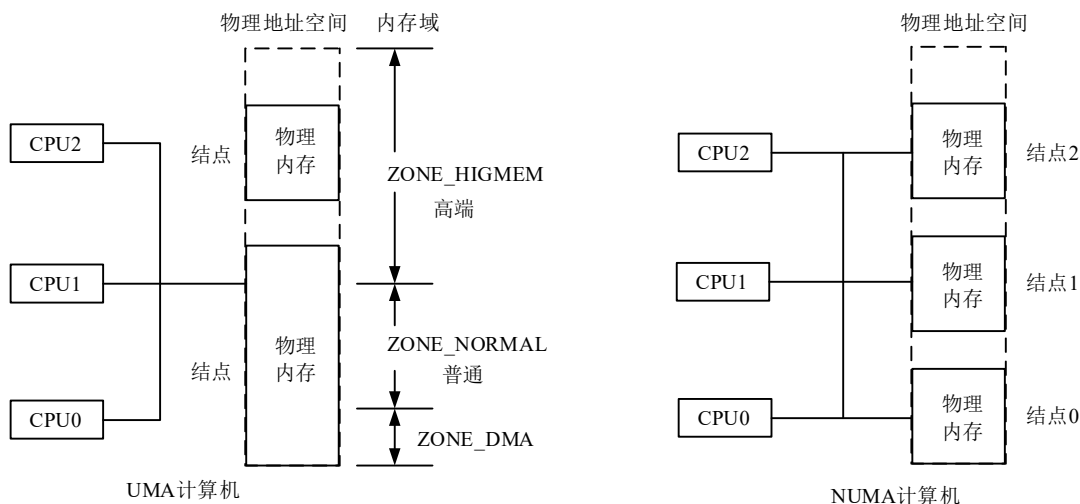 物理地址空间
内存域
CPU2
结点
物理
内存
ZONE_HIGMEM
高端
CPU1
ZONE_NORMAL
普通
结点
物理
内存
CPU0
ZONE_DMA
UMA计算机
物理地址空间
CPU2
物理
内存
结点2
CPU1
物理
内存
结点1
CPU0
物理
内存
结点0
NUMA计算机